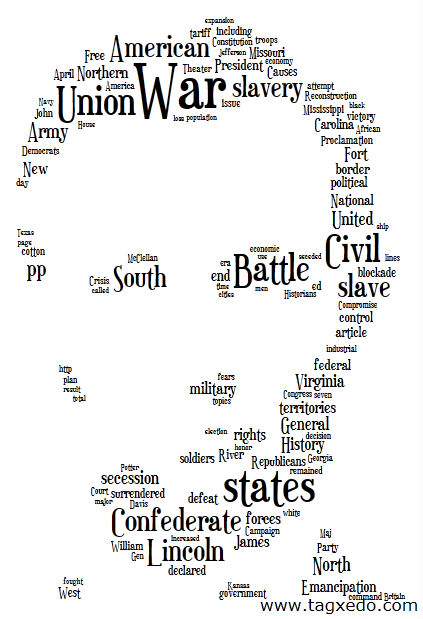 expansion
tariff including
American Constitution troops
Free Jefferson Missouri
Theater President economy
April Northern Causes
America
Union War slavery attempt
Reconstruction
Navy issue Mississippi black
John loss population victory
House Carolina African
Army Proclamation
Democrats Fort
New border
day political
National
United ship
Texas
page Civil
cotton economic lines
McClellan era use seceded
pp South Battle blockade
Crisis end slave
called time men ed
cities Historians Compromise
control
article
industrial
http federal
plan fears Virginia
result military Congress seven
total topics territories
General
election rights decision
honor History
soldiers River Republicans Georgia
Potter remained
secession
Court surrendered states
major Davis defeat
white
Confederate forces
Campaign
increased Maj
William Lincoln James Party
Gen North
declared
fought Kansas Emancipation
West government command Britain
www.tagxedo.com